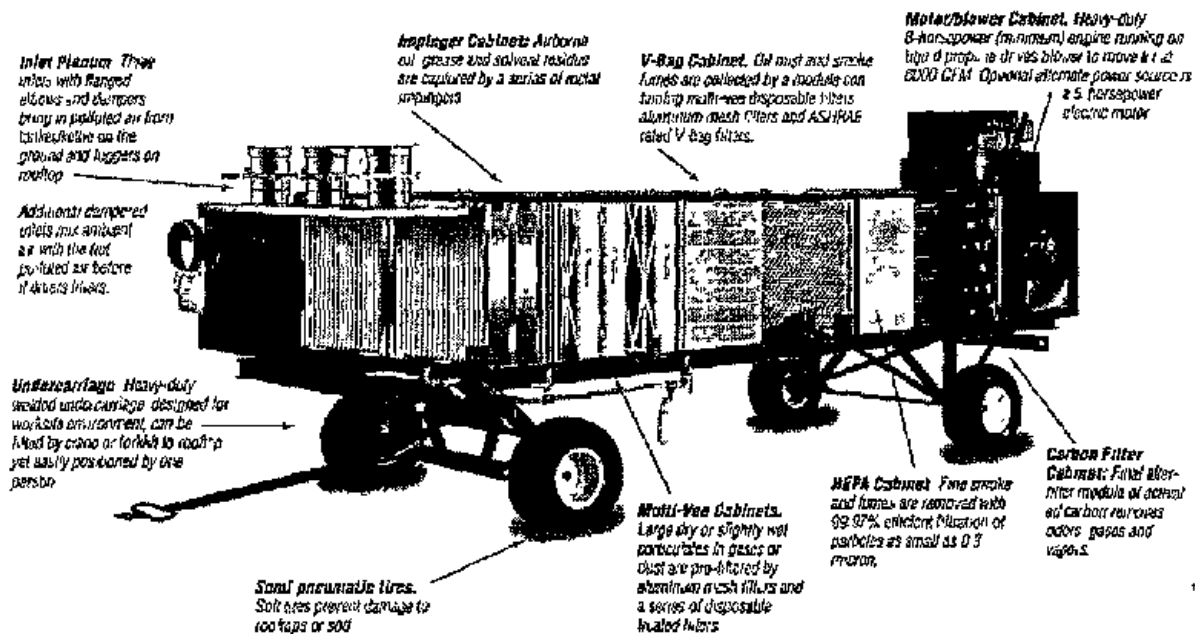 Inlet Plenum. Three
inlets with flanged
elbows and dampers
bring in polluted air from
on the
ground and luggers on
rooftop
Additional dampered
inlets mix ambient
air with the hot
polluted air before
it enters filters.
Impinger Cabinets Airborne
oil, grease and solvent residue
are captured by a series of metal
impingers
V-Bag Cabinet. Oil mist and smoke
fumes are collected by a module con
taining multi-vee disposable filters
aluminum mesh filters and ASHRAE
rated V-bag filters.
Motor/blower Cabinet. Heavy-duty
8-horsepower (minimum) engine running on
liquid propane drives blower to move air at
6000 CFM. Optional alternate power source is
a 5 horsepower
electric motor
Undercarriage Heavy-duty
welded undercarriage, designed for
worksite environment, can be
lifted by crane or forklift to rooftop
yet easily positioned by one
person
Semi pneumatic tires.
Soft tires prevent damage to
rooftops or sod
Multi-Vee Cabinets.
Large dry or slightly wet
particulates in gases or
dust are pre-filtered by
aluminum mesh filters and
a series of disposable
treated filters
HEPA Cabinet Fine smoke
and fumes are removed with
99.97% efficient filtration of
particles as small as 0.3
micron.
Carbon Filter
Cabinet: Final after-
filter module of activat
ed carbon removes
odors, gases and
vapors.